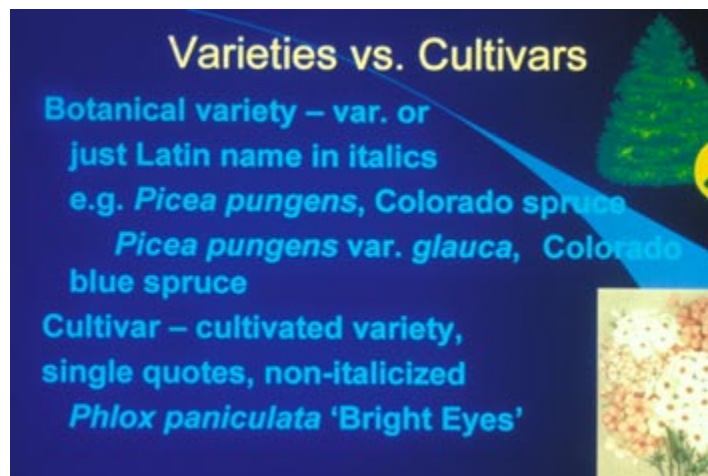 Varieties vs. Cultivars
Botanical variety – var. or
just Latin name in italics
e.g. Picea pungens, Colorado spruce
Picea pungens var. glauca, Colorado
blue spruce
Cultivar – cultivated variety,
single quotes, non-italicized
Phlox paniculata ‘Bright Eyes’